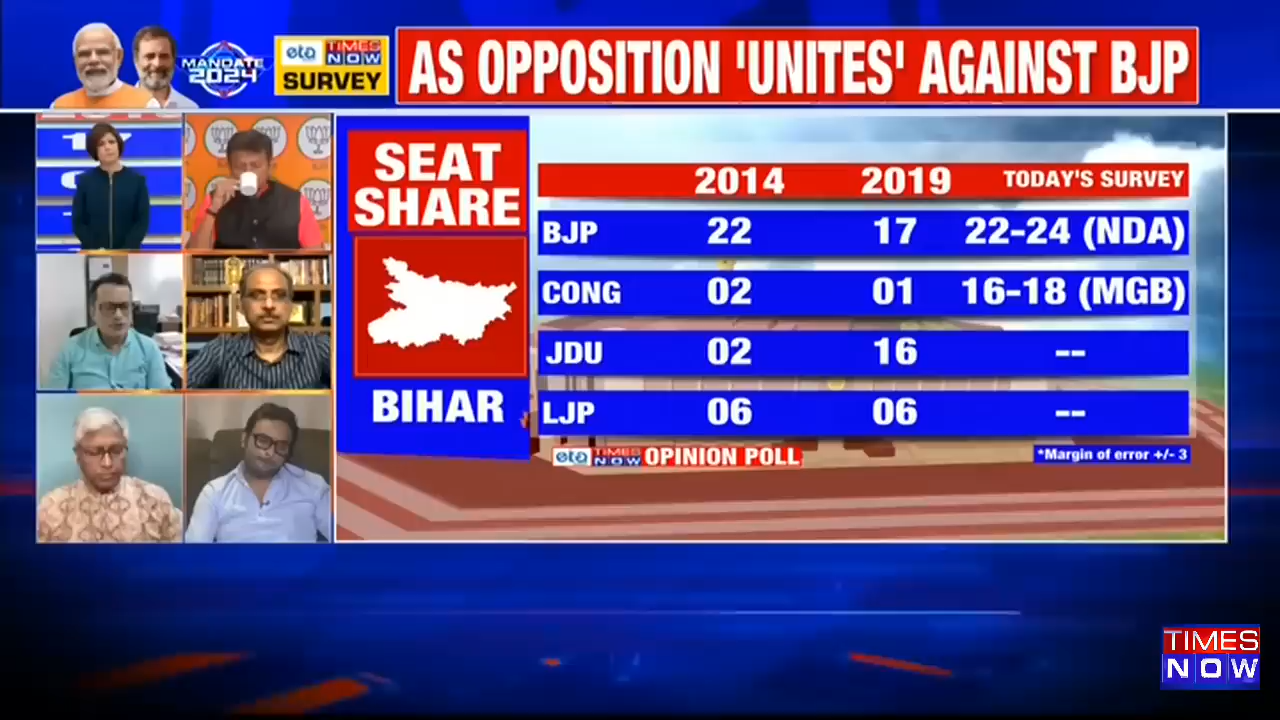 MANDATE
2024
eta TIMES NOW
SURVEY
AS OPPOSITION 'UNITES' AGAINST BJP
SEAT
SHARE
BIHAR
2014 2019 TODAY'S SURVEY
BJP 22 17 22-24 (NDA)
CONG 02 01 16-18 (MGB)
JDU 02 16 --
LJP 06 06 --
eta TIMES NOW OPINION POLL
*Margin of error +/- 3
TIMES
NOW